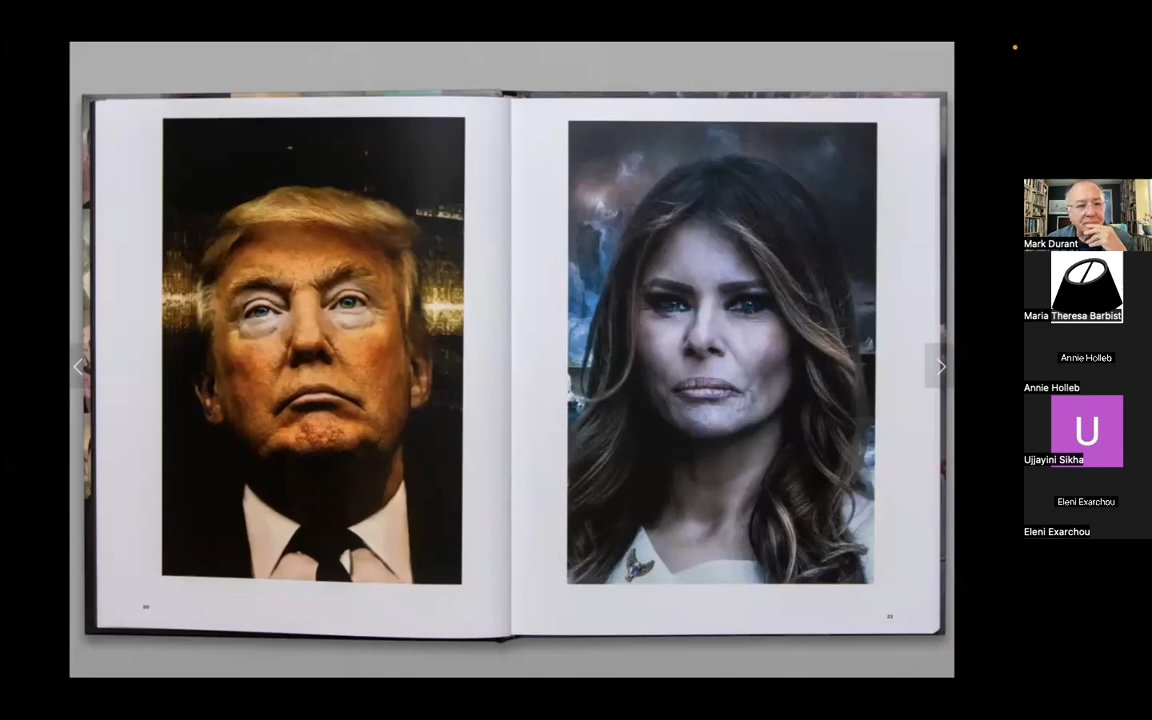 Mark Durant
Maria Theresa Barbist
Annie Holleb
Annie Holleb
U
Ujjayini Sikha
Eleni Exarchou
Eleni Exarchou